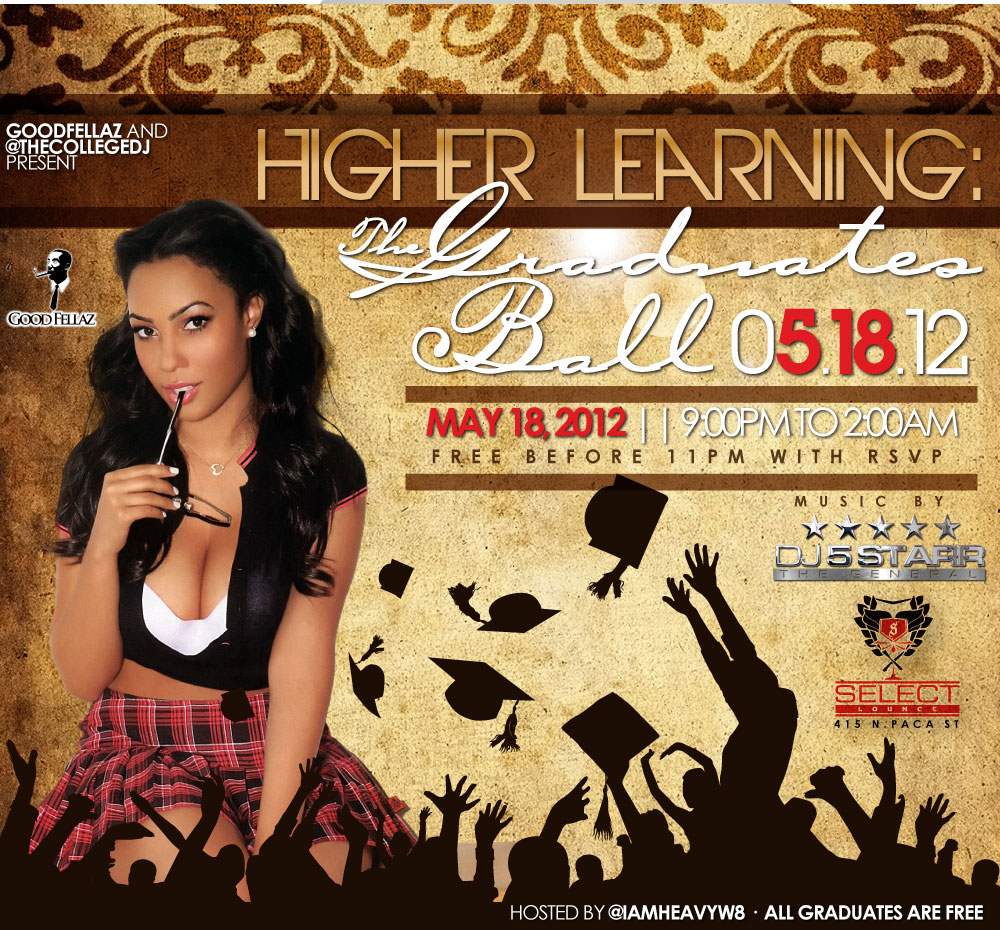 GOODFELLAZ AND
@THECOLLEGEDJ
PRESENT
HIGHER LEARNING:
The Graduates
Ball 05.18.12
GOOD FELLAZ
MAY 18, 2012 || 9:00PM TO 2:00AM
FREE BEFORE 11PM WITH RSVP
MUSIC BY
DJ 5 STARR
THE GENERAL
S
SELECT
LOUNGE
415 N.PACA ST
HOSTED BY @IAMHEAVYW8 · ALL GRADUATES ARE FREE